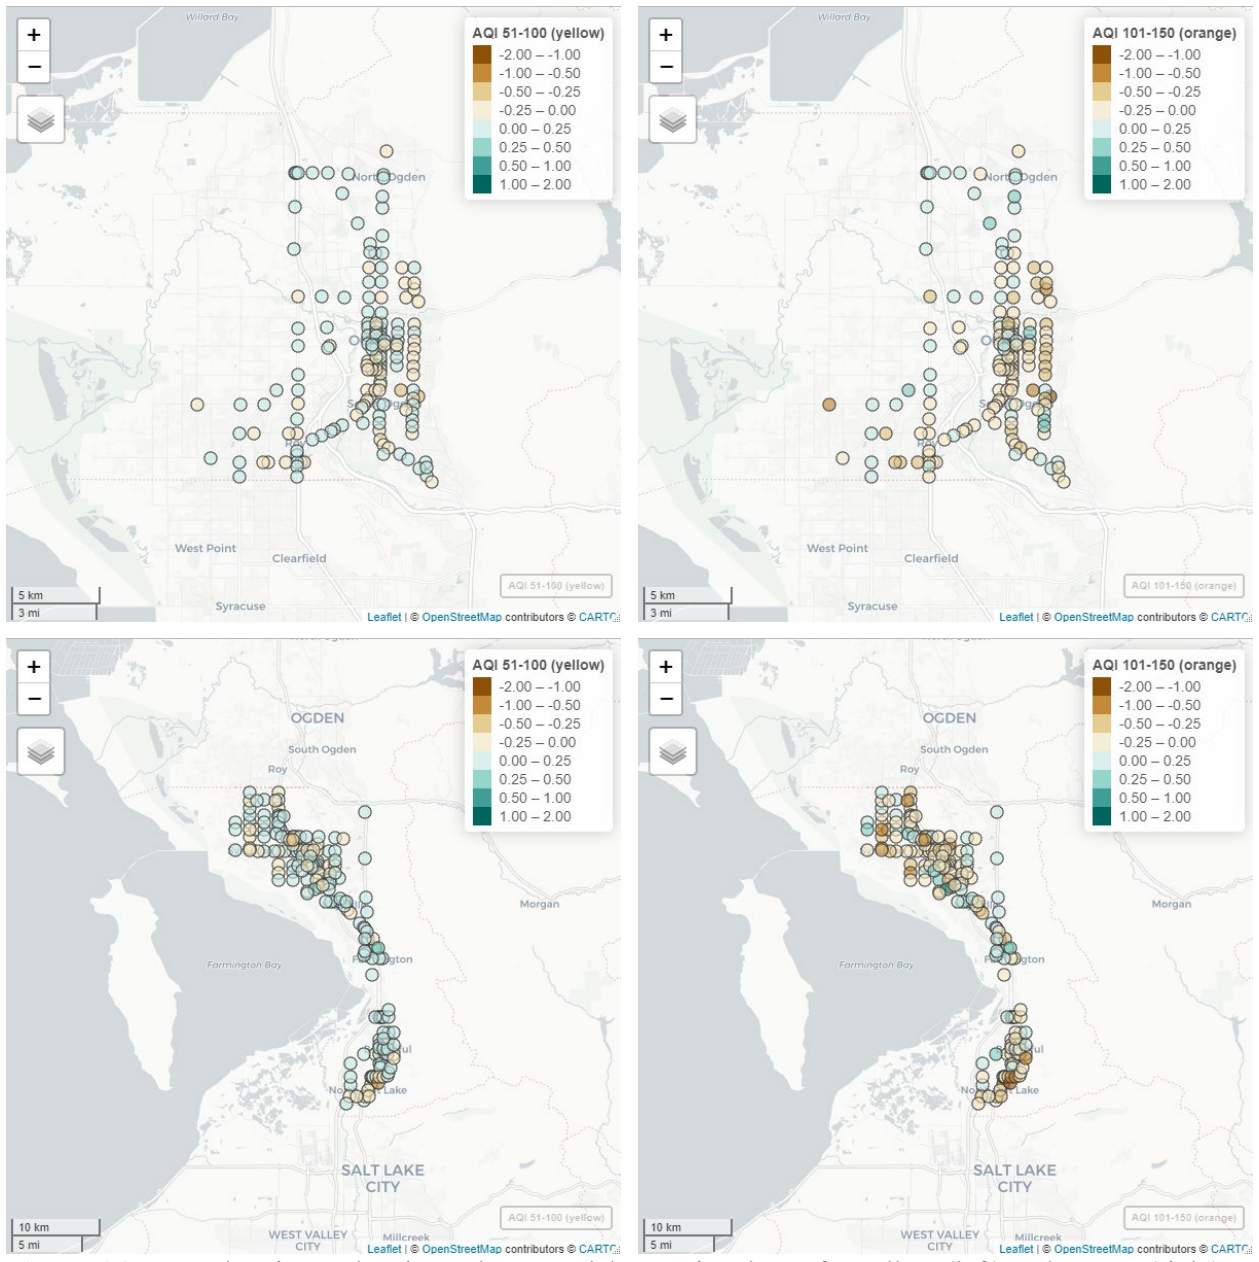 Willard Bay
+
−
AQI 51-100 (yellow)
-2.00 – -1.00
-1.00 – -0.50
-0.50 – -0.25
-0.25 – 0.00
0.00 – 0.25
0.25 – 0.50
0.50 – 1.00
1.00 – 2.00
Ogden
West Point
Clearfield
Syracuse
5 km
3 mi
AQI 51-100 (yellow)
Leaflet | © OpenStreetMap contributors © CARTO
Willard Bay
+
−
AQI 101-150 (orange)
-2.00 – -1.00
-1.00 – -0.50
-0.50 – -0.25
-0.25 – 0.00
0.00 – 0.25
0.25 – 0.50
0.50 – 1.00
1.00 – 2.00
North Ogden
West Point
Clearfield
Syracuse
5 km
3 mi
AQI 101-150 (orange)
Leaflet | © OpenStreetMap contributors © CARTO
+
−
AQI 51-100 (yellow)
-2.00 – -1.00
-1.00 – -0.50
-0.50 – -0.25
-0.25 – 0.00
0.00 – 0.25
0.25 – 0.50
0.50 – 1.00
1.00 – 2.00
OGDEN
South Ogden
Roy
Morgan
Farmington Bay
Lake
SALT LAKE
CITY
WEST VALLEY
CITY
Millcreek
10 km
5 mi
AQI 51-100 (yellow)
Leaflet | © OpenStreetMap contributors © CARTO
+
−
AQI 101-150 (orange)
-2.00 – -1.00
-1.00 – -0.50
-0.50 – -0.25
-0.25 – 0.00
0.00 – 0.25
0.25 – 0.50
0.50 – 1.00
1.00 – 2.00
OGDEN
South Ogden
Roy
Morgan
Farmington Bay
Lake
SALT LAKE
CITY
WEST VALLEY
CITY
Millcreek
10 km
5 mi
AQI 101-150 (orange)
Leaflet | © OpenStreetMap contributors © CARTO